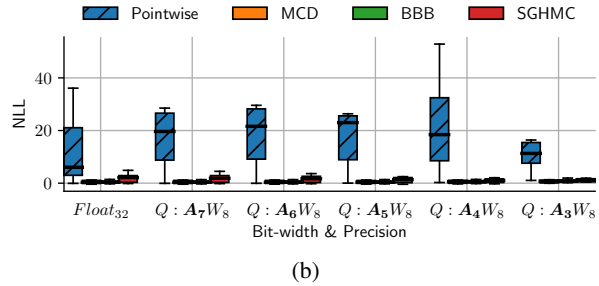 Pointwise MCD BBB SGHMC
NLL
40
20
0
Float32 Q : A7W8 Q : A6W8 Q : A5W8 Q : A4W8 Q : A3W8
Bit-width & Precision
(b)